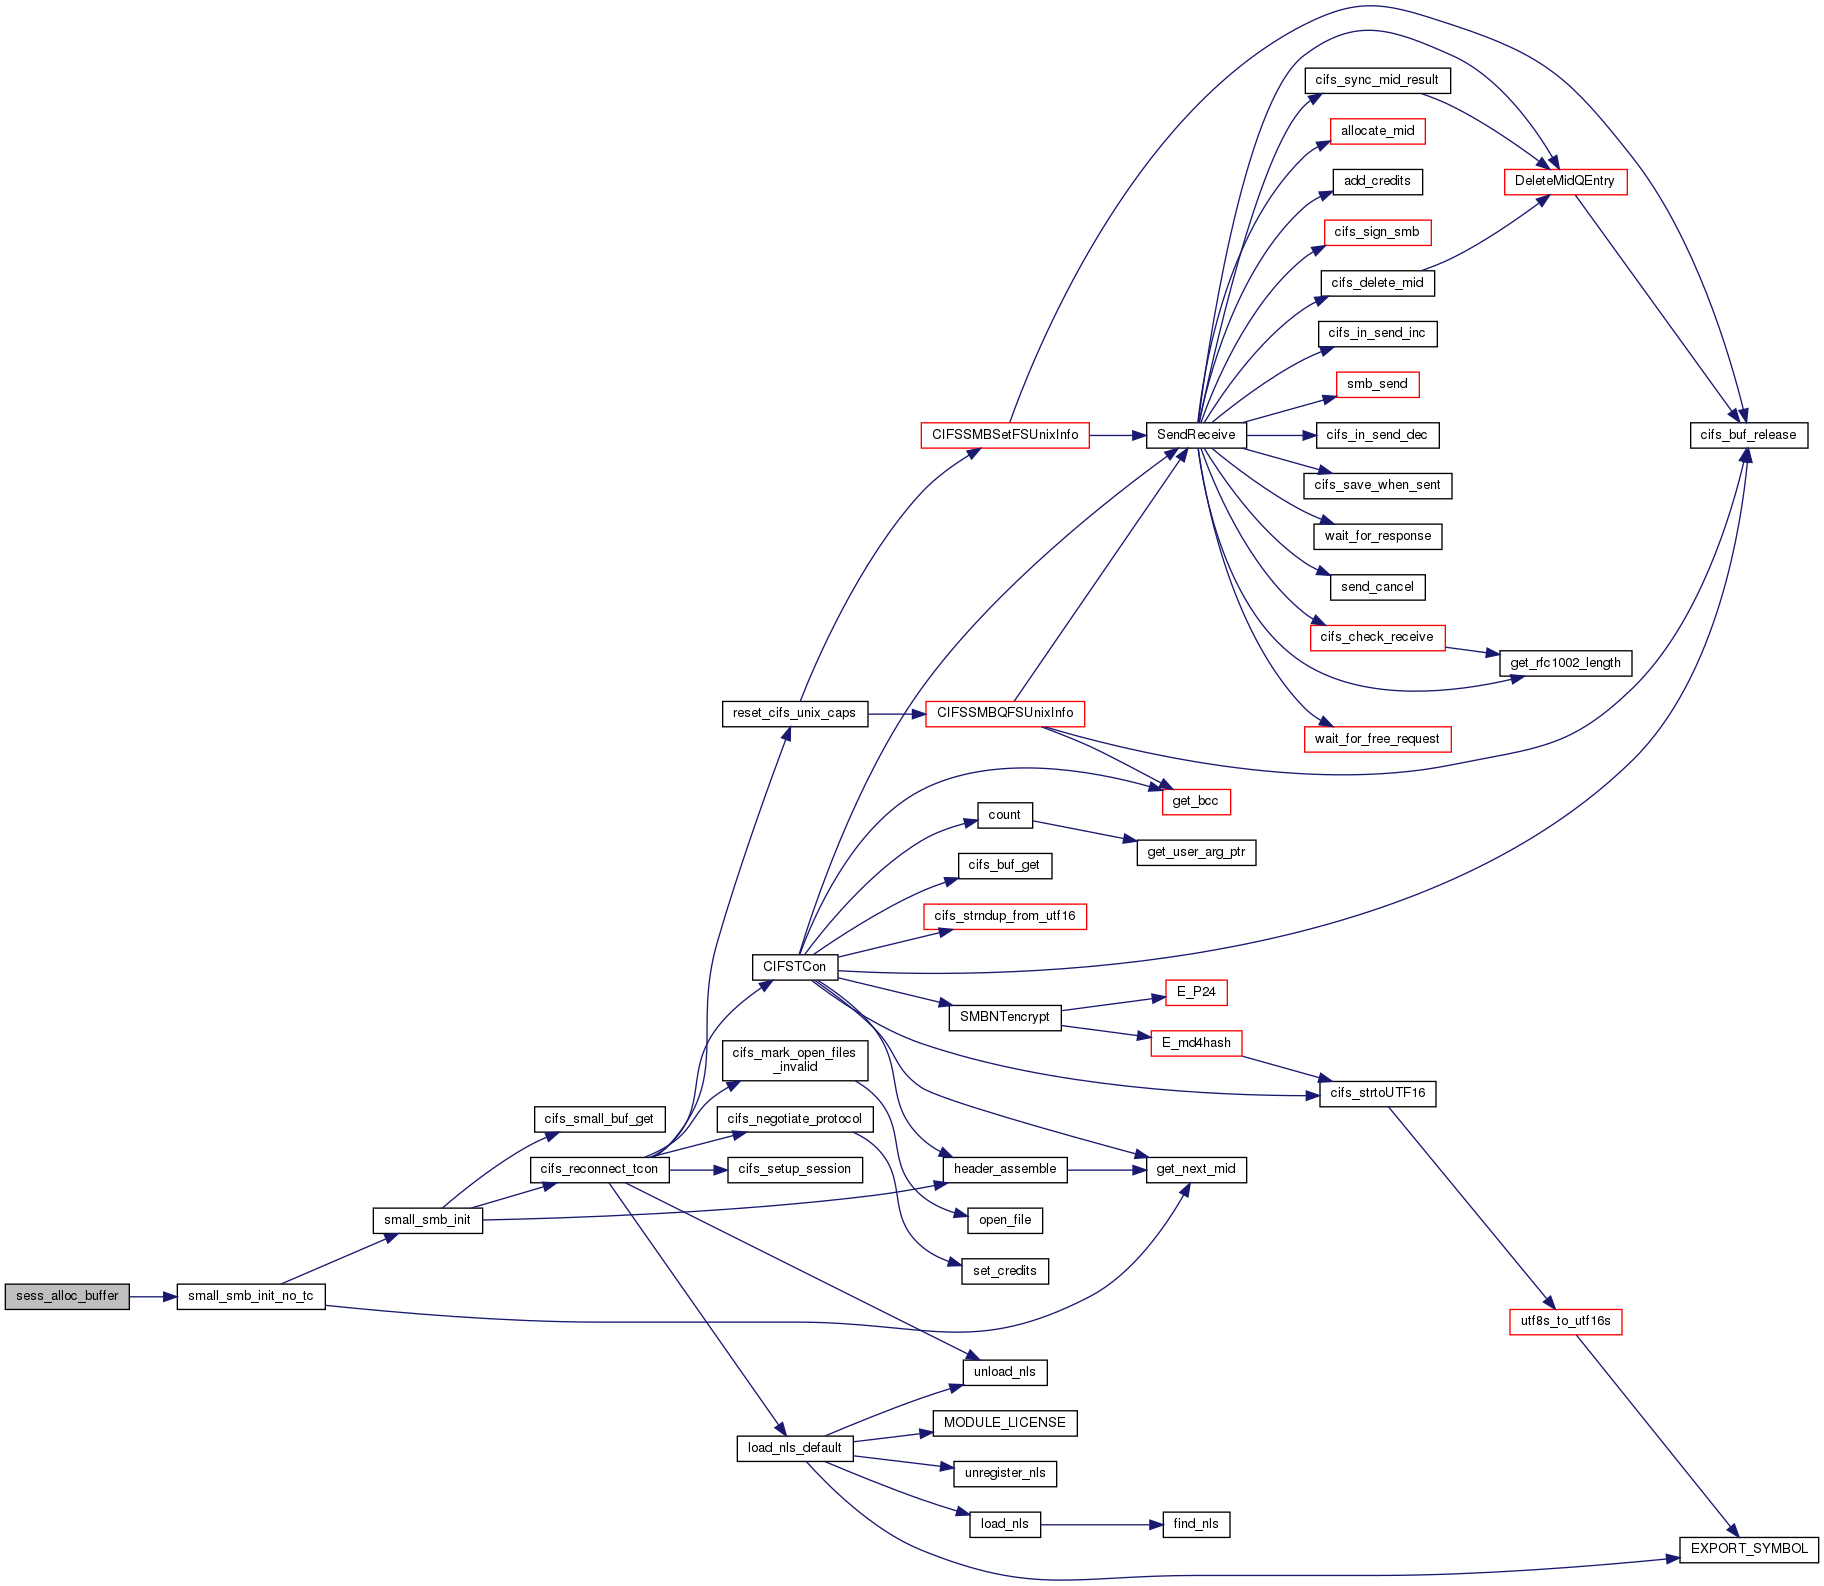 cifs_sync_mid_result
allocate_mid
add_credits
DeleteMidQEntry
cifs_sign_smb
cifs_delete_mid
cifs_in_send_inc
smb_send
CIFSSMBSetFSUnixInfo
SendReceive
cifs_in_send_dec
cifs_buf_release
cifs_save_when_sent
wait_for_response
send_cancel
cifs_check_receive
get_rfc1002_length
reset_cifs_unix_caps
CIFSSMBQFSUnixInfo
wait_for_free_request
get_bcc
count
get_user_arg_ptr
cifs_buf_get
cifs_strndup_from_utf16
CIFSTCon
E_P24
SMBNTencrypt
E_md4hash
cifs_mark_open_files
_invalid
cifs_strtoUTF16
cifs_small_buf_get
cifs_negotiate_protocol
cifs_reconnect_tcon
cifs_setup_session
header_assemble
get_next_mid
small_smb_init
open_file
set_credits
sess_alloc_buffer
small_smb_init_no_tc
utf8s_to_utf16s
unload_nls
MODULE_LICENSE
load_nls_default
unregister_nls
load_nls
find_nls
EXPORT_SYMBOL